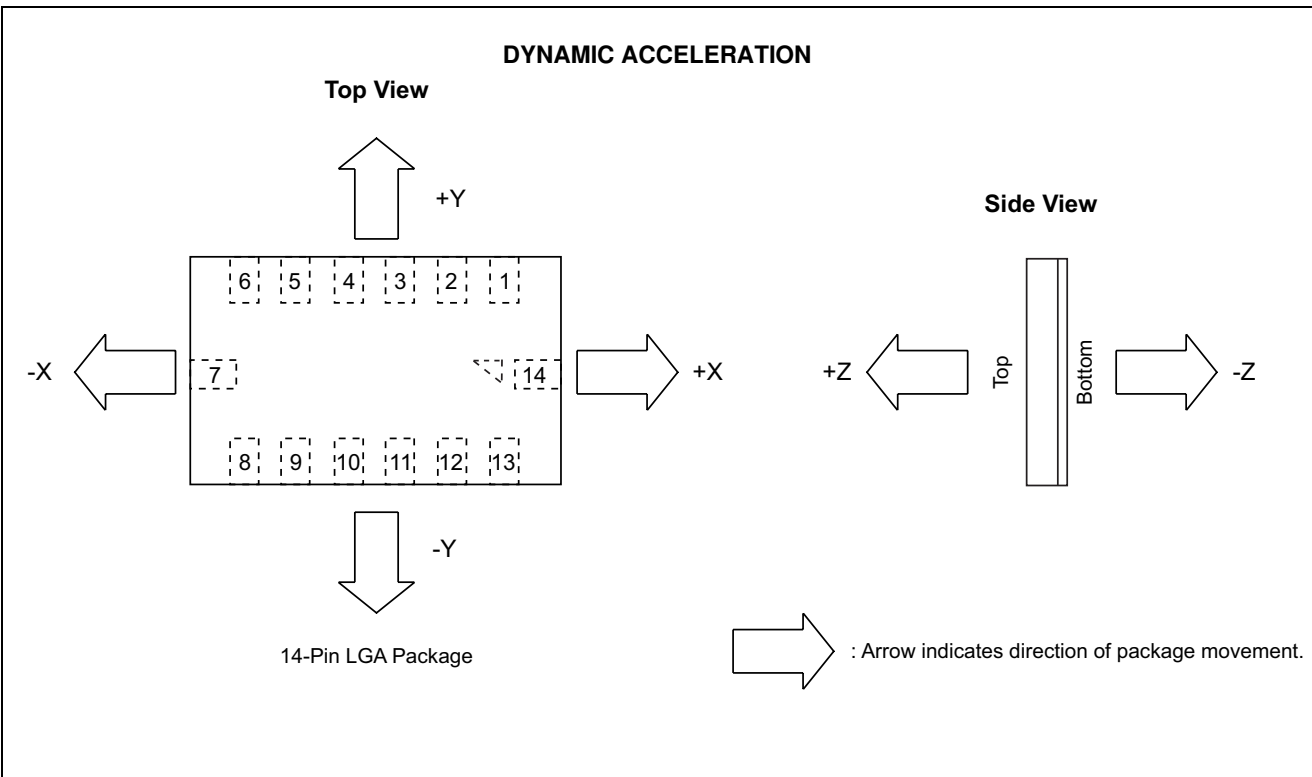 DYNAMIC ACCELERATION
Top View
+Y
Side View
6 5 4 3 2 1
-X
7
14
+X
+Z
Top
Bottom
-Z
8 9 10 11 12 13
-Y
14-Pin LGA Package
: Arrow indicates direction of package movement.